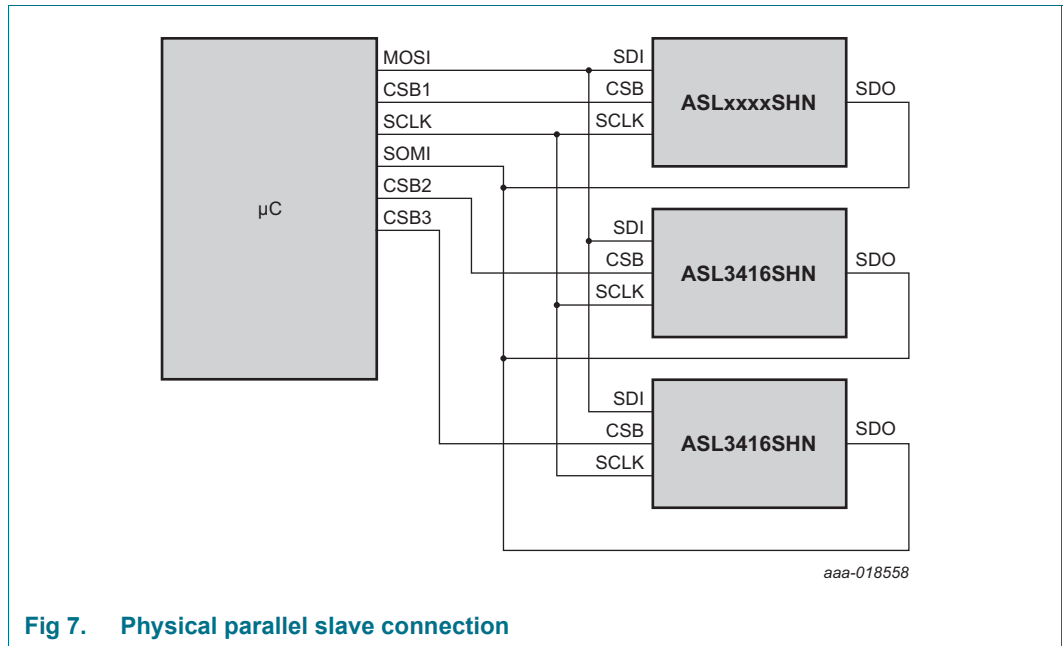 MOSI
CSB1
SCLK
SOMI
CSB2
CSB3
µC
SDI
CSB
SCLK
ASLxxxxSHN
SDO
SDI
CSB
SCLK
ASL3416SHN
SDO
SDI
CSB
SCLK
ASL3416SHN
SDO
aaa-018558
Fig 7. Physical parallel slave connection